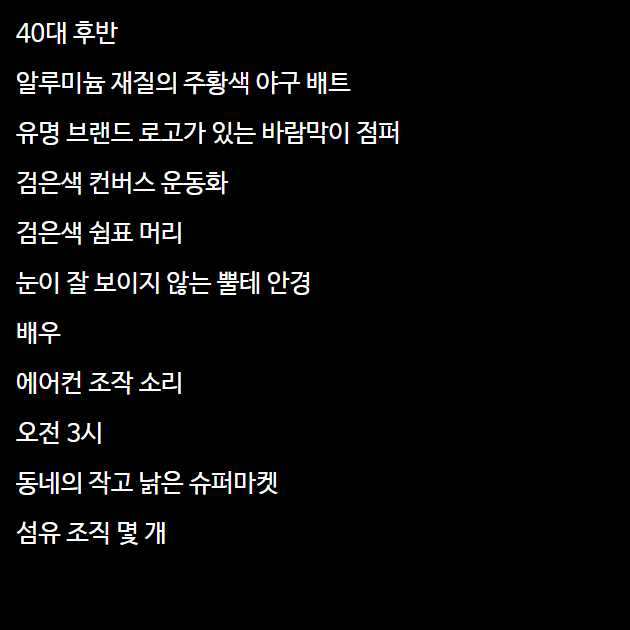 40대 후반
알루미늄 재질의 주황색 야구 배트
유명 브랜드 로고가 있는 바람막이 점퍼
검은색 컨버스 운동화
검은색 쉼표 머리
눈이 잘 보이지 않는 뿔테 안경
배우
에어컨 조작 소리
오전 3시
동네의 작고 낡은 슈퍼마켓
섬유 조직 몇 개